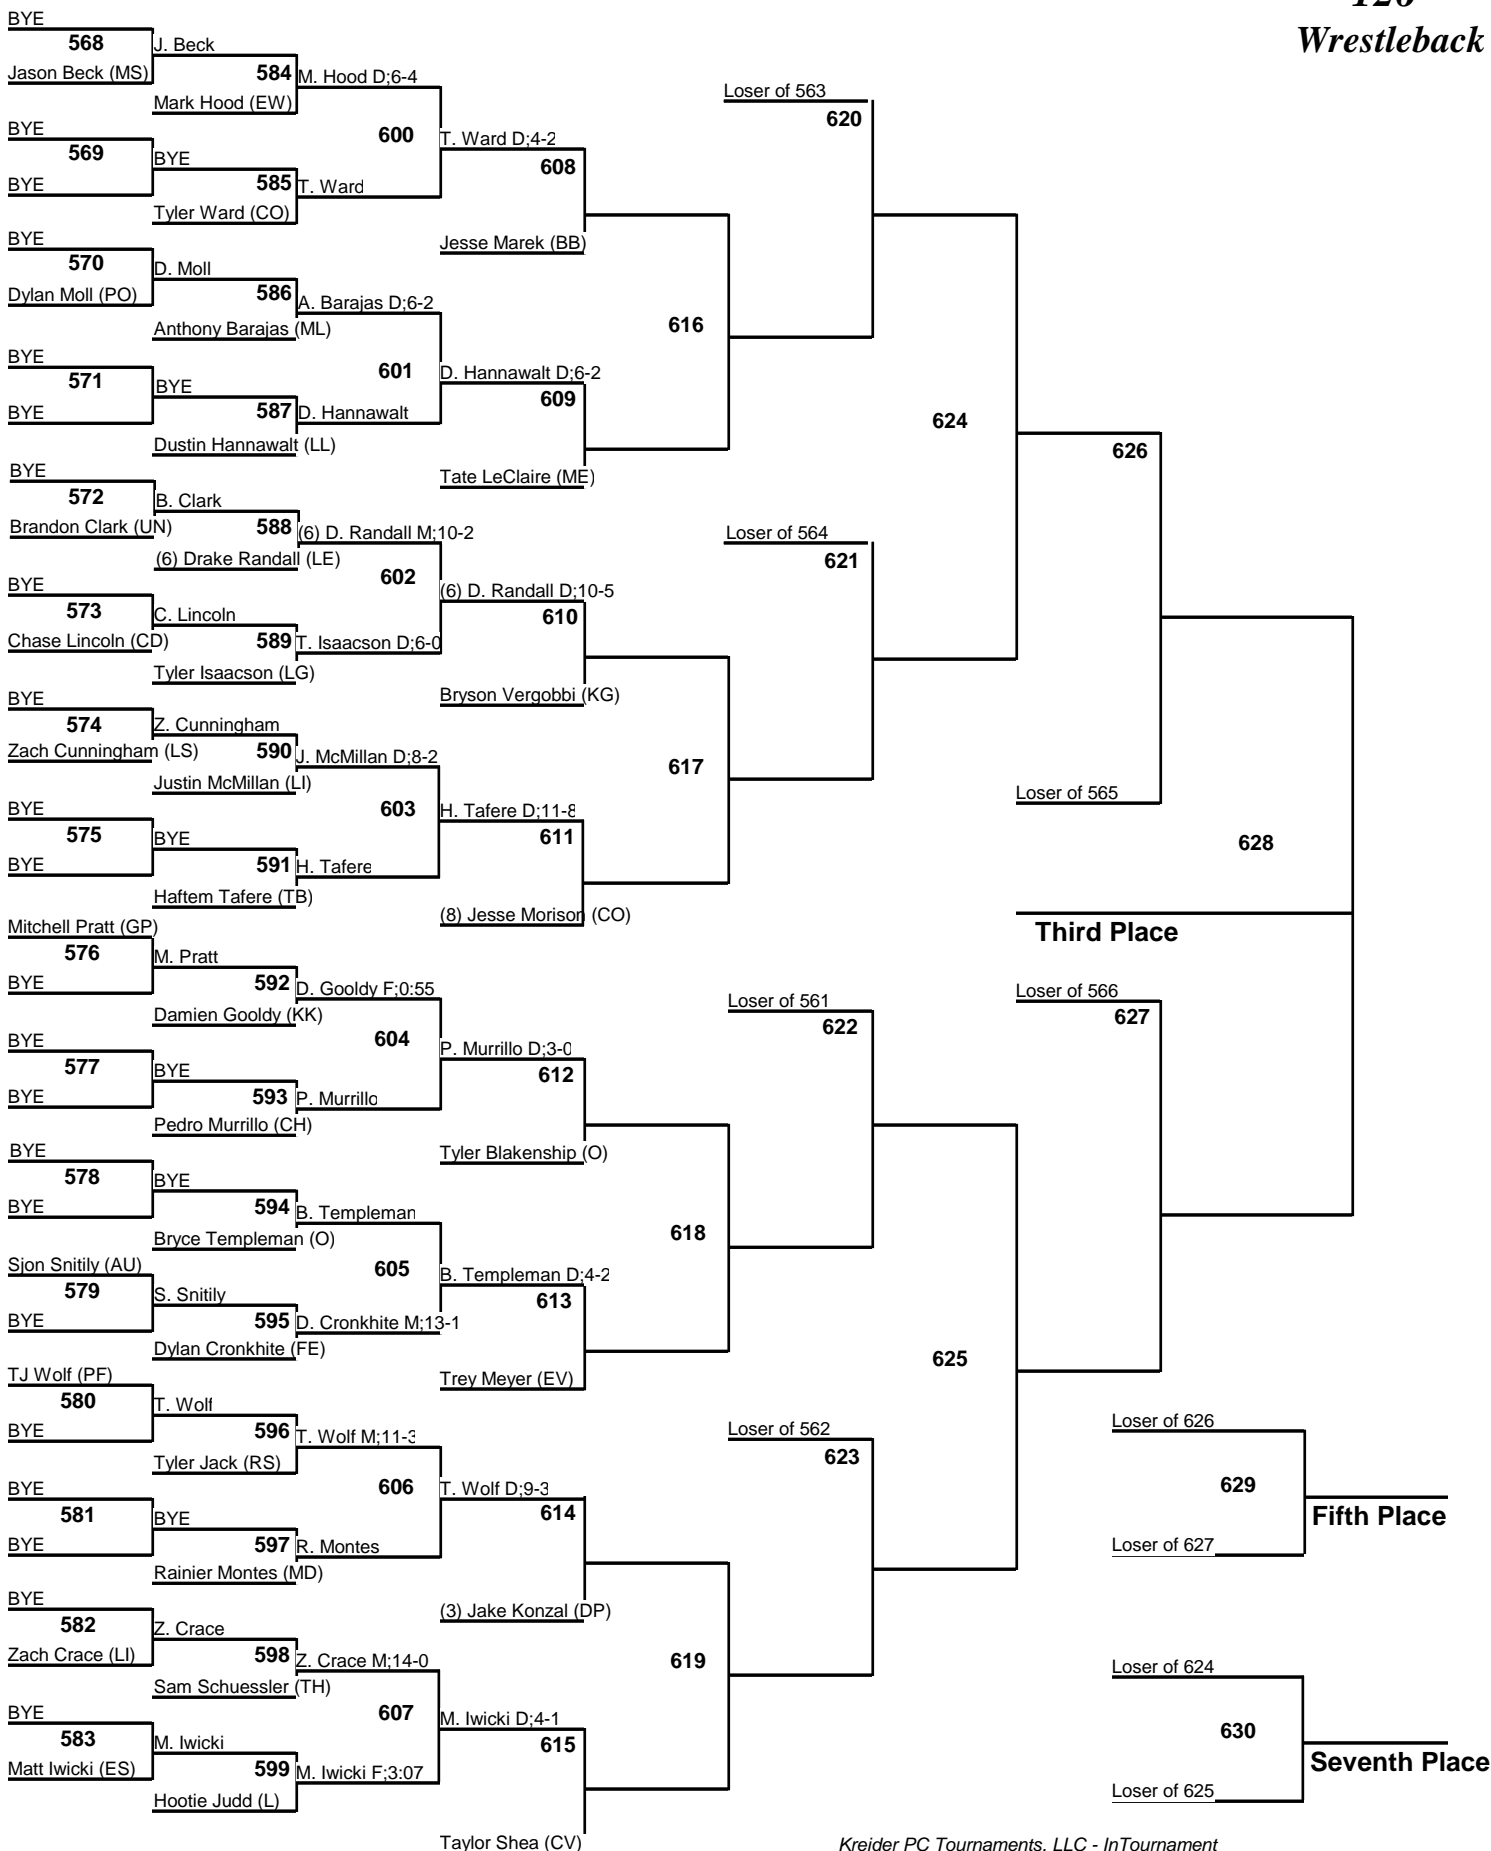 Wrestleback
BYE
568
Jason Beck (MS)
J. Beck
584
Mark Hood (EW)
M. Hood D;6-4
BYE
569
BYE
BYE
585
Tyler Ward (CO)
T. Ward
600
T. Ward D;4-2
608
Jesse Marek (BB)
BYE
570
Dylan Moll (PO)
D. Moll
586
Anthony Barajas (ML)
A. Barajas D;6-2
BYE
571
BYE
BYE
587
Dustin Hannawalt (LL)
D. Hannawalt
601
D. Hannawalt D;6-2
609
Tate LeClaire (ME)
616
Loser of 563
620
BYE
572
Brandon Clark (UN)
B. Clark
588
(6) Drake Randall (LE)
(6) D. Randall M;10-2
BYE
573
Chase Lincoln (CD)
C. Lincoln
589
Tyler Isaacson (LG)
T. Isaacson D;6-0
602
(6) D. Randall D;10-5
610
Bryson Vergobbi (KG)
BYE
574
Zach Cunningham (LS)
Z. Cunningham
590
Justin McMillan (LI)
J. McMillan D;8-2
BYE
575
BYE
BYE
591
Haftem Tafere (TB)
H. Tafere
603
H. Tafere D;11-8
611
(8) Jesse Morison (CO)
617
Loser of 564
621
624
626
Loser of 565
628
Third Place
Mitchell Pratt (GP)
576
BYE
M. Pratt
592
Damien Gooldy (KK)
D. Gooldy F;0:55
BYE
577
BYE
BYE
593
Pedro Murrillo (CH)
P. Murrillo
604
P. Murrillo D;3-0
612
Tyler Blakenship (O)
BYE
578
BYE
BYE
594
Bryce Templeman (O)
B. Templeman
Sjon Snitily (AU)
579
BYE
S. Snitily
595
Dylan Cronkhite (FE)
D. Cronkhite M;13-1
605
B. Templeman D;4-2
613
Trey Meyer (EV)
618
Loser of 561
622
Loser of 566
627
TJ Wolf (PF)
580
BYE
T. Wolf
596
Tyler Jack (RS)
T. Wolf M;11-3
BYE
581
BYE
BYE
597
Rainier Montes (MD)
R. Montes
606
T. Wolf D;9-3
614
(3) Jake Konzal (DP)
BYE
582
Zach Crace (LI)
Z. Crace
598
Sam Schuessler (TH)
Z. Crace M;14-0
BYE
583
Matt Iwicki (ES)
M. Iwicki
599
Hootie Judd (L)
M. Iwicki F;3:07
607
M. Iwicki D;4-1
615
Taylor Shea (CV)
619
Loser of 562
623
625
Loser of 626
629
Loser of 627
Fifth Place
Loser of 624
630
Loser of 625
Seventh Place
Kreider PC Tournaments, LLC - InTournament